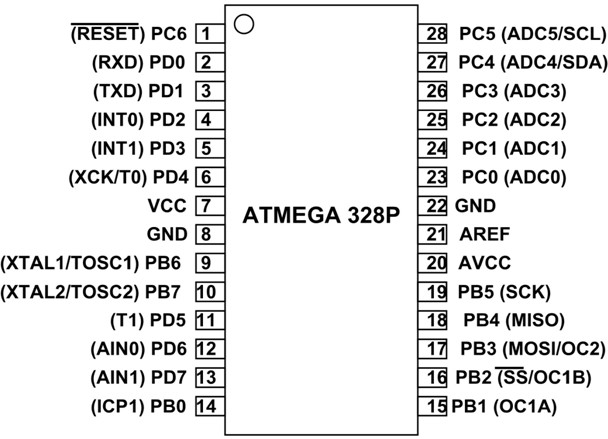 (RESET) PC6 1
(RXD) PD0 2
(TXD) PD1 3
(INT0) PD2 4
(INT1) PD3 5
(XCK/T0) PD4 6
VCC 7
GND 8
(XTAL1/TOSC1) PB6 9
(XTAL2/TOSC2) PB7 10
(T1) PD5 11
(AIN0) PD6 12
(AIN1) PD7 13
(ICP1) PB0 14
ATMEGA 328P
28 PC5 (ADC5/SCL)
27 PC4 (ADC4/SDA)
26 PC3 (ADC3)
25 PC2 (ADC2)
24 PC1 (ADC1)
23 PC0 (ADC0)
22 GND
21 AREF
20 AVCC
19 PB5 (SCK)
18 PB4 (MISO)
17 PB3 (MOSI/OC2)
16 PB2 (SS/OC1B)
15 PB1 (OC1A)